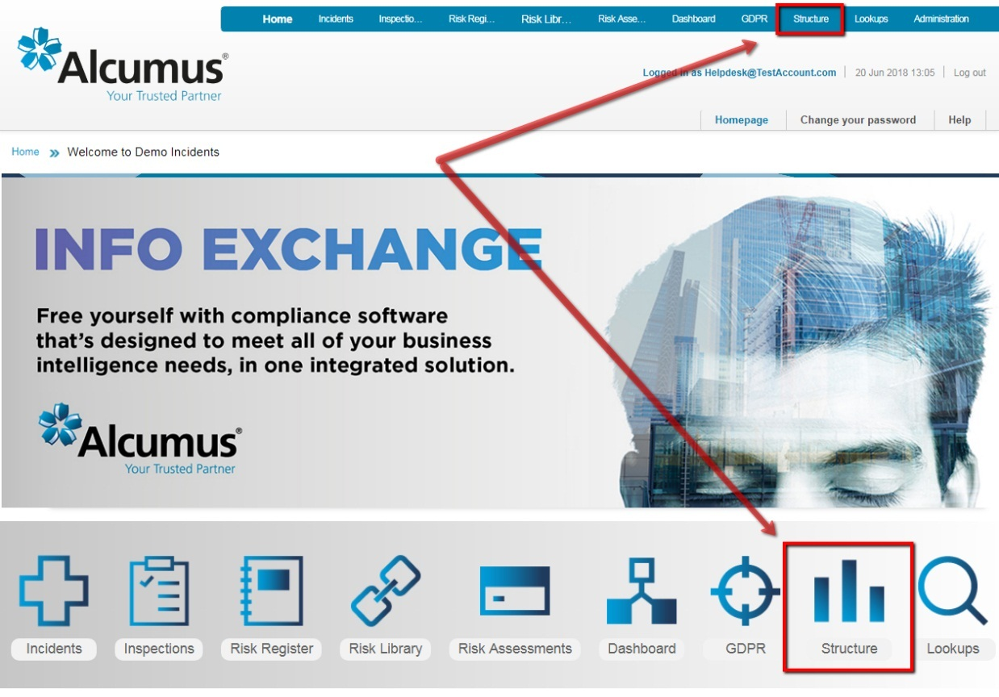 Home Incidents Inspectio... Risk Regi... Risk Libr... Risk Asse... Dashboard GDPR Structure Lookups Administration
Alcumus®
Your Trusted Partner
Logged in as Helpdesk@TestAccount.com 20 Jun 2018 13:05 Log out
Homepage Change your password Help
Home » Welcome to Demo Incidents
INFO EXCHANGE
Free yourself with compliance software
that's designed to meet all of your business
intelligence needs, in one integrated solution.
Alcumus®
Your Trusted Partner
Incidents Inspections Risk Register Risk Library Risk Assessments Dashboard GDPR Structure Lookups